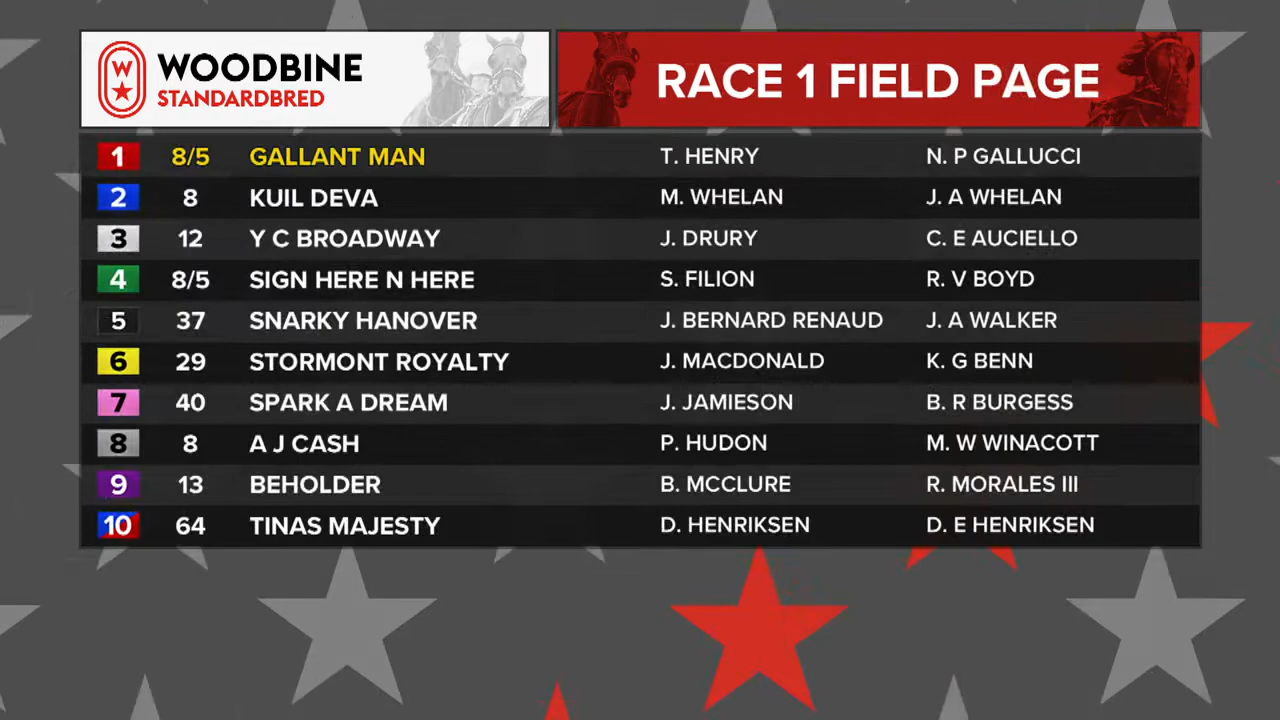 W
WOODBINE
STANDARDBRED
RACE 1 FIELD PAGE
1 8/5 GALLANT MAN T. HENRY N. P GALLUCCI
2 8 KUIL DEVA M. WHELAN J. A WHELAN
3 12 Y C BROADWAY J. DRURY C. E AUCIELLO
4 8/5 SIGN HERE N HERE S. FILION R. V BOYD
5 37 SNARKY HANOVER J. BERNARD RENAUD J. A WALKER
6 29 STORMONT ROYALTY J. MACDONALD K. G BENN
7 40 SPARK A DREAM J. JAMIESON B. R BURGESS
8 8 A J CASH P. HUDON M. W WINACOTT
9 13 BEHOLDER B. MCCLURE R. MORALES III
10 64 TINAS MAJESTY D. HENRIKSEN D. E HENRIKSEN